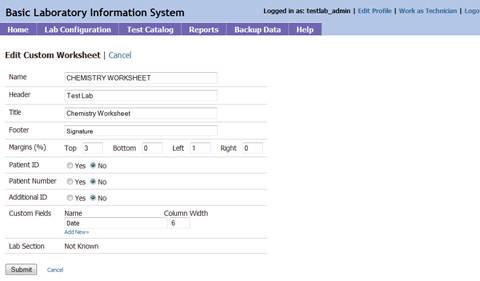 Basic Laboratory Information System
Logged in as: testlab_admin | Edit Profile | Work as Technician | Logo
Home Lab Configuration Test Catalog Reports Backup Data Help
Edit Custom Worksheet | Cancel
Name CHEMISTRY WORKSHEET
Header Test Lab
Title Chemistry Worksheet
Footer Signature
Margins (%) Top 3 Bottom 0 Left 1 Right 0
Patient ID Yes No
Patient Number Yes No
Additional ID Yes No
Custom Fields Name Column Width
Date 6
Add New»
Lab Section Not Known
Submit Cancel